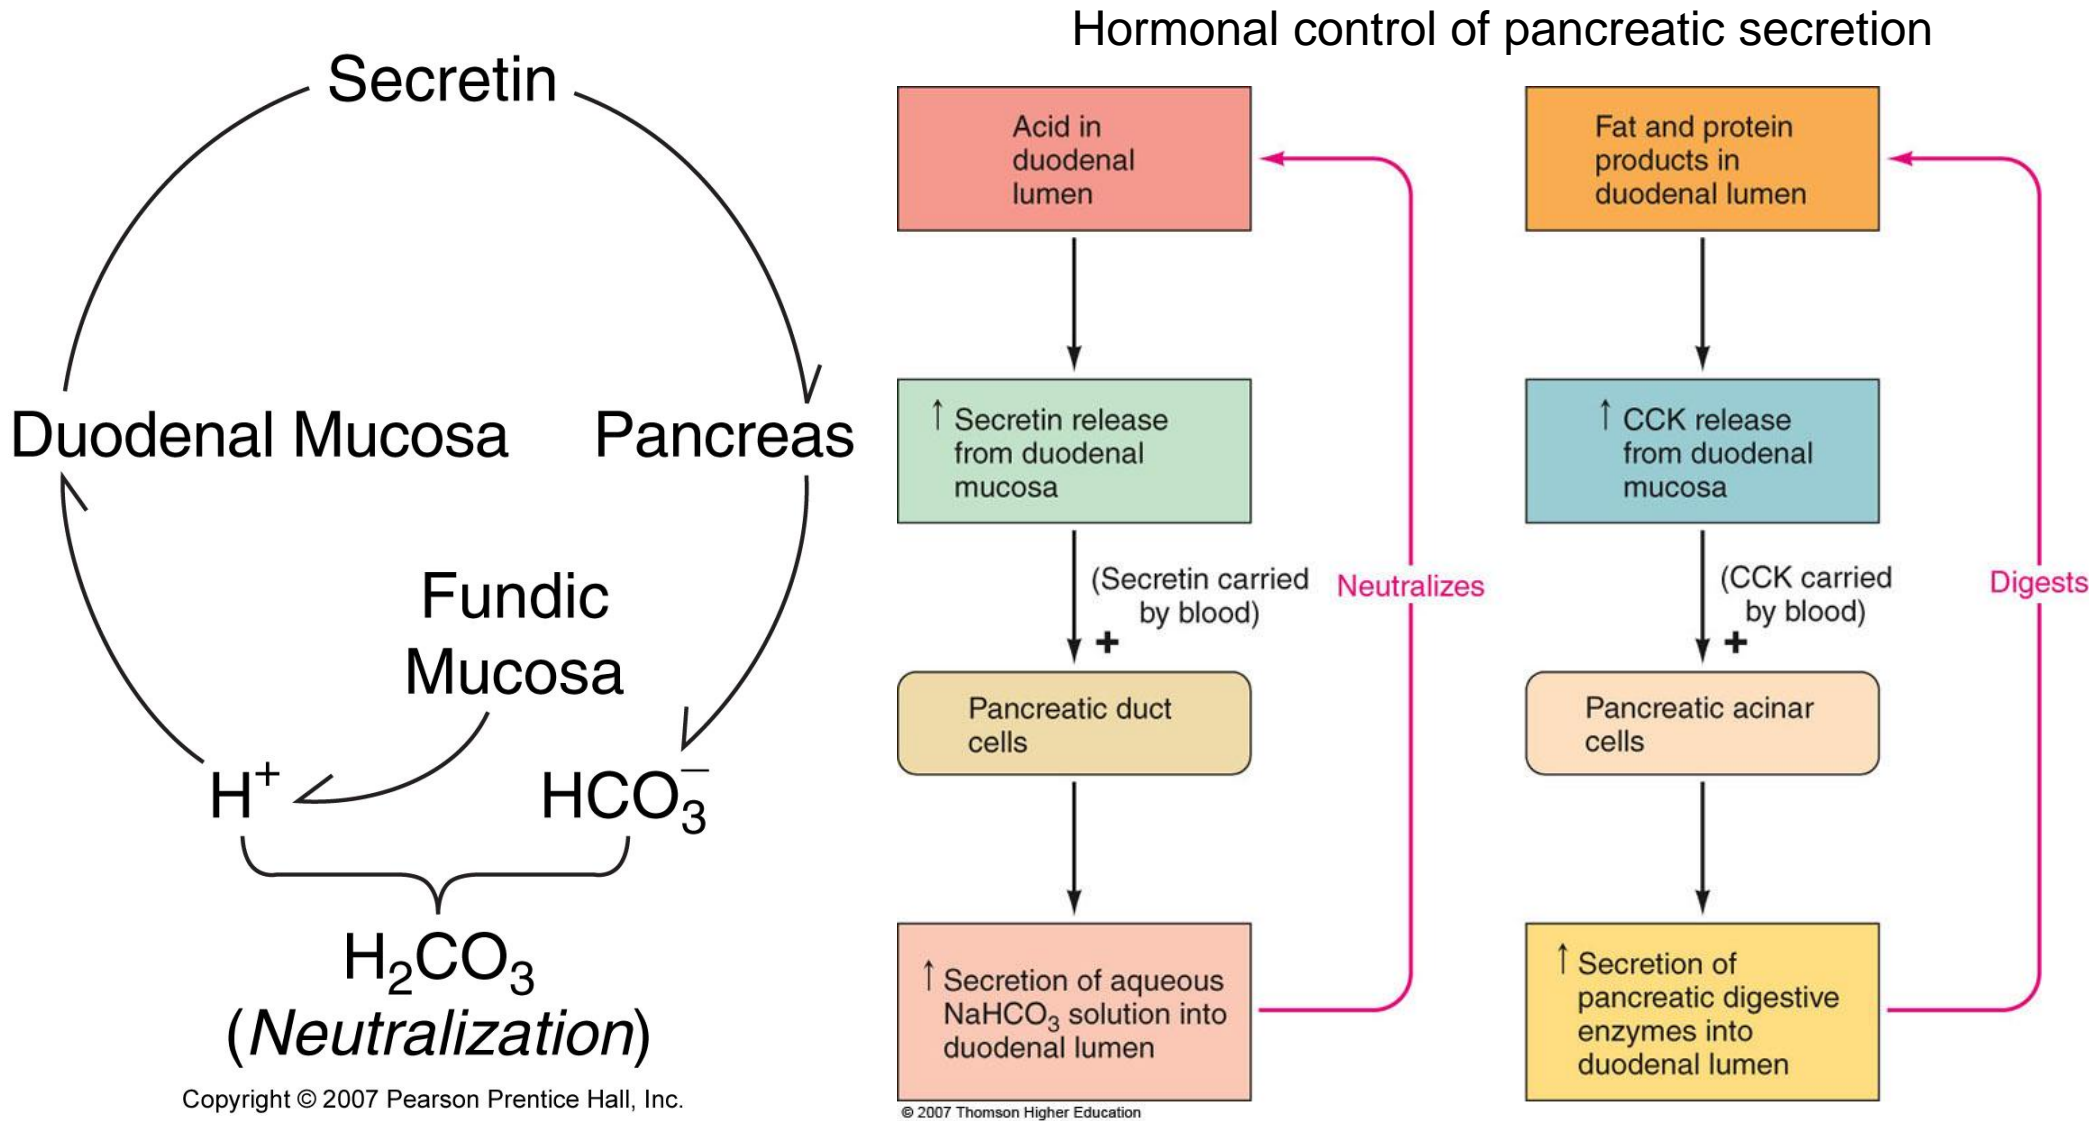 Hormonal control of pancreatic secretion
Secretin
Duodenal Mucosa
Pancreas
Fundic
Mucosa
H⁺
HCO₃⁻
H₂CO₃
(Neutralization)
Copyright © 2007 Pearson Prentice Hall, Inc.
Acid in
duodenal
lumen
↑ Secretin release
from duodenal
mucosa
(Secretin carried
by blood)
+
Neutralizes
Pancreatic duct
cells
↑ Secretion of aqueous
NaHCO₃ solution into
duodenal lumen
© 2007 Thomson Higher Education
Fat and protein
products in
duodenal lumen
↑ CCK release
from duodenal
mucosa
(CCK carried
by blood)
+
Digests
Pancreatic acinar
cells
↑ Secretion of
pancreatic digestive
enzymes into
duodenal lumen